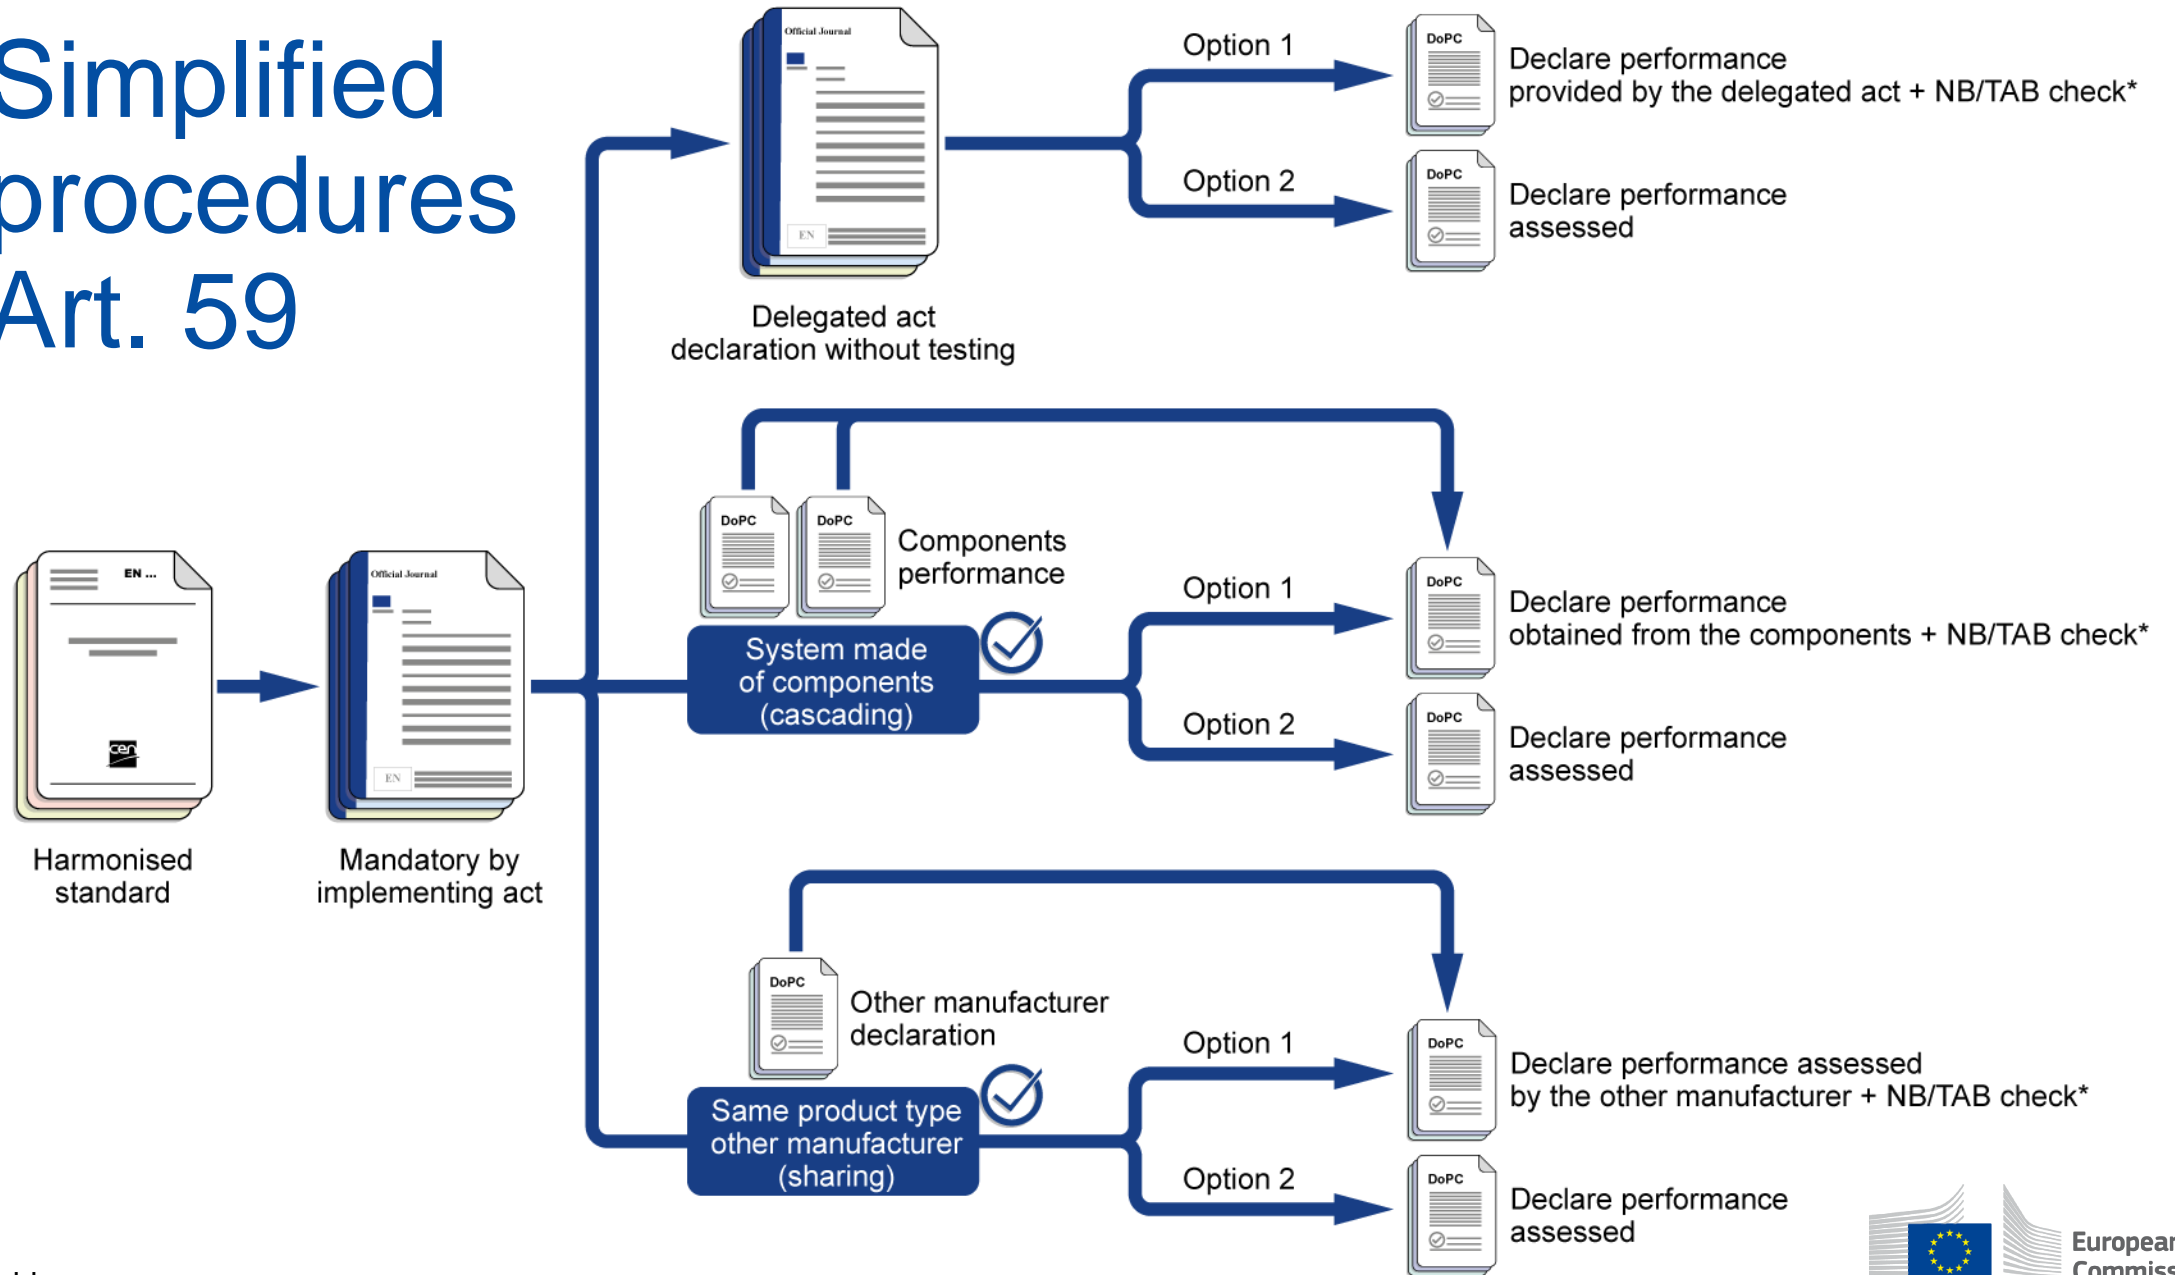 Simplified
procedures
Art. 59
Official Journal
EN
Delegated act
declaration without testing
Option 1
DoPC
Declare performance
provided by the delegated act + NB/TAB check*
Option 2
DoPC
Declare performance
assessed
EN ...
cen
Harmonised
standard
Official Journal
EN
Mandatory by
implementing act
DoPC
DoPC
Components
performance
System made
of components
(cascading)
Option 1
DoPC
Declare performance
obtained from the components + NB/TAB check*
Option 2
DoPC
Declare performance
assessed
DoPC
Other manufacturer
declaration
Same product type
other manufacturer
(sharing)
Option 1
DoPC
Declare performance assessed
by the other manufacturer + NB/TAB check*
Option 2
DoPC
Declare performance
assessed
European
Commiss